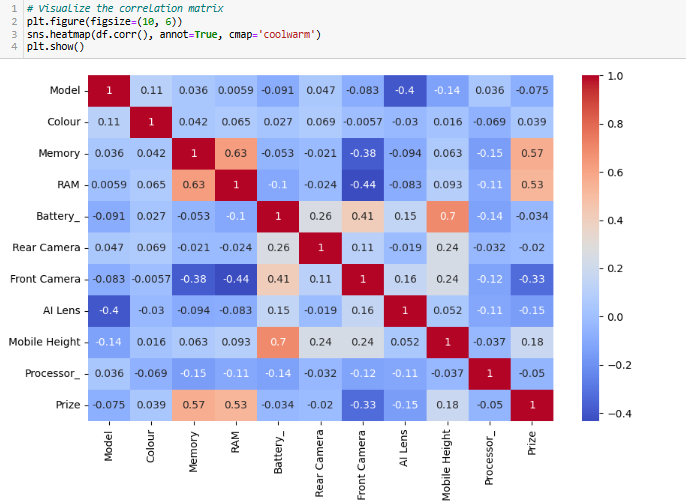 1 # Visualize the correlation matrix
2 plt.figure(figsize=(10, 6))
3 sns.heatmap(df.corr(), annot=True, cmap='coolwarm')
4 plt.show()
Model 1 0.11 0.036 0.0059 -0.091 0.047 -0.083 -0.4 -0.14 0.036 -0.075
Colour 0.11 1 0.042 0.065 0.027 0.069 -0.0057 -0.03 0.016 -0.069 0.039
Memory 0.036 0.042 1 0.63 -0.053 -0.021 -0.38 -0.094 0.063 -0.15 0.57
RAM 0.0059 0.065 0.63 1 -0.1 -0.024 -0.44 -0.083 0.093 -0.11 0.53
Battery_ -0.091 0.027 -0.053 -0.1 1 0.26 0.41 0.15 0.7 -0.14 -0.034
Rear Camera 0.047 0.069 -0.021 -0.024 0.26 1 0.11 -0.019 0.24 -0.032 -0.02
Front Camera -0.083 -0.0057 -0.38 -0.44 0.41 0.11 1 0.16 0.24 -0.12 -0.33
AI Lens -0.4 -0.03 -0.094 -0.083 0.15 -0.019 0.16 1 0.052 -0.11 -0.15
Mobile Height -0.14 0.016 0.063 0.093 0.7 0.24 0.24 0.052 1 -0.037 0.18
Processor_ 0.036 -0.069 -0.15 -0.11 -0.14 -0.032 -0.12 -0.11 -0.037 1 -0.05
Prize -0.075 0.039 0.57 0.53 -0.034 -0.02 -0.33 -0.15 0.18 -0.05 1
Model Colour Memory RAM Battery_ Rear Camera Front Camera AI Lens Mobile Height Processor_ Prize
1.0
0.8
0.6
0.4
0.2
0.0
-0.2
-0.4